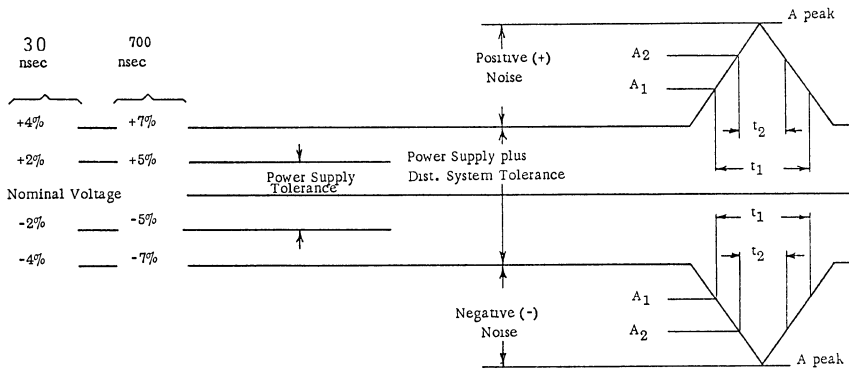 30 nsec
700 nsec
+4% +7%
+2% +5%
Nominal Voltage
-2% -5%
-4% -7%
Power Supply
Tolerance
Positive (+)
Noise
Power Supply plus
Dist. System Tolerance
Negative (-)
Noise
A peak
A2
A1
t2
t1
t1
t2
A1
A2
A peak